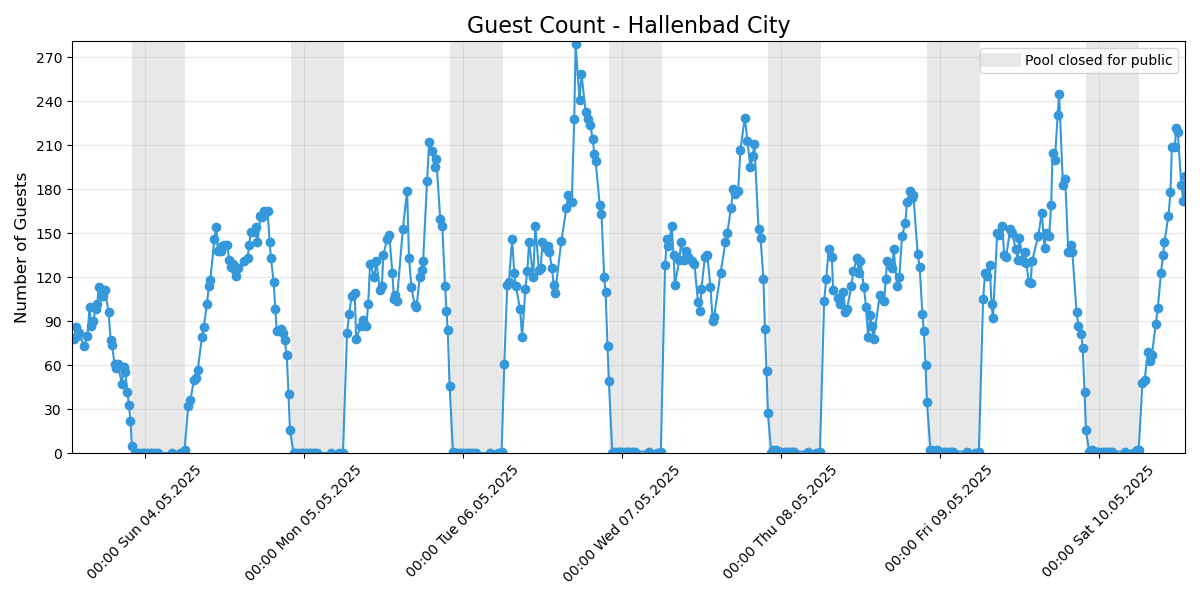 Guest Count - Hallenbad City
Pool closed for public
Number of Guests
270
240
210
180
150
120
90
60
30
0
00:00 Sun 04.05.2025
00:00 Mon 05.05.2025
00:00 Tue 06.05.2025
00:00 Wed 07.05.2025
00:00 Thu 08.05.2025
00:00 Fri 09.05.2025
00:00 Sat 10.05.2025